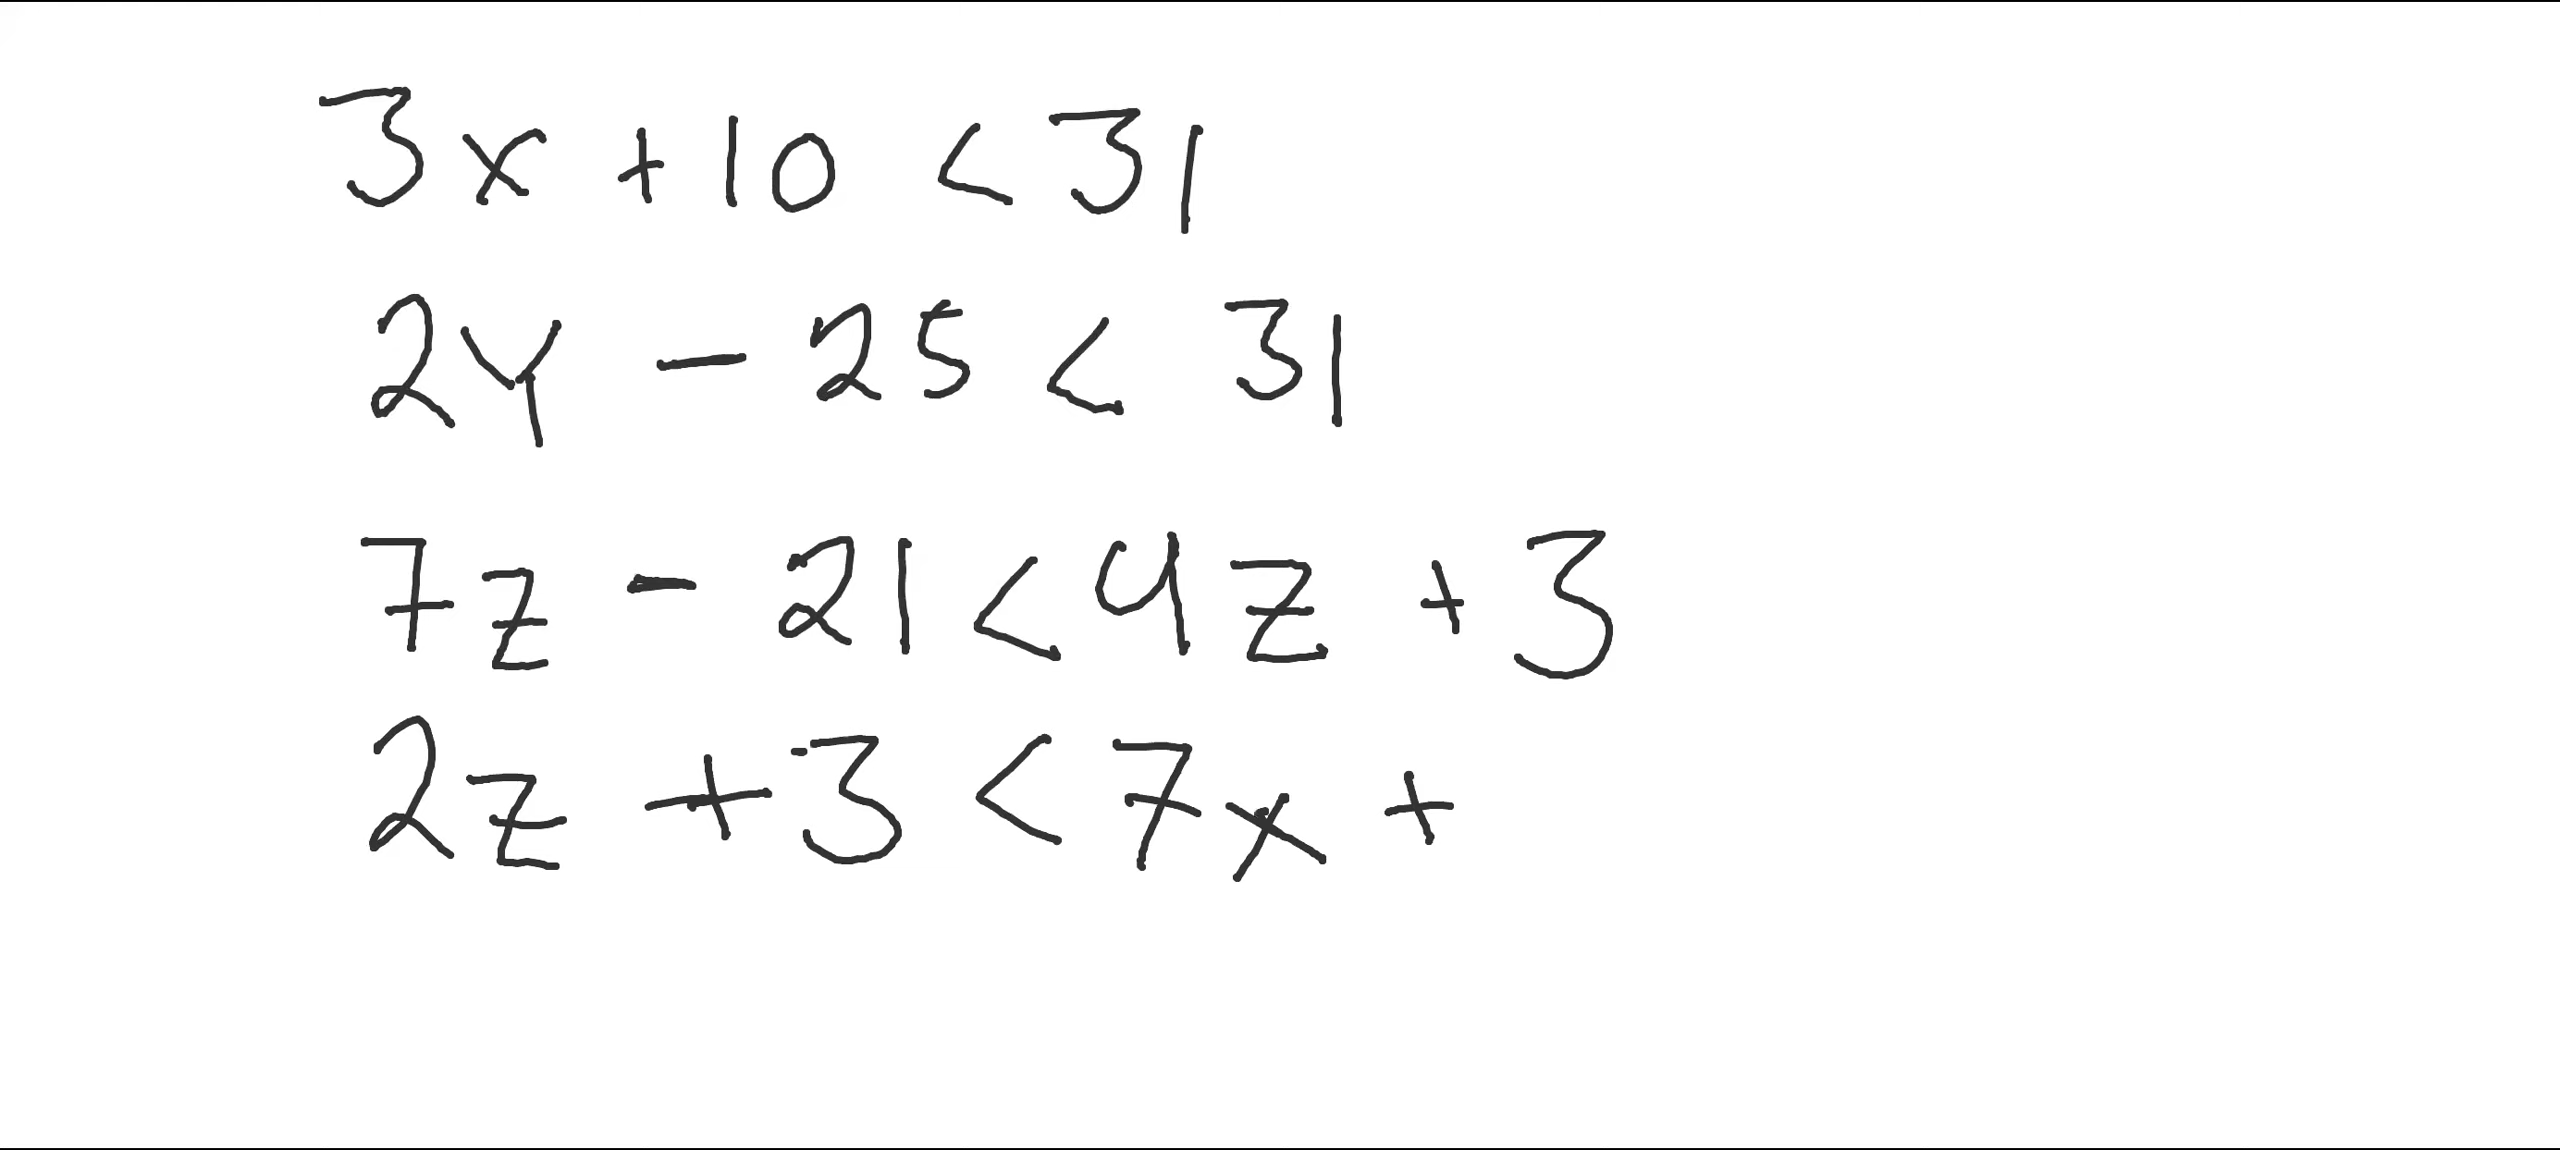 3x + 10 < 31
2y - 25 < 31
7z - 21 < 4z + 3
2z + 3 < 7x +